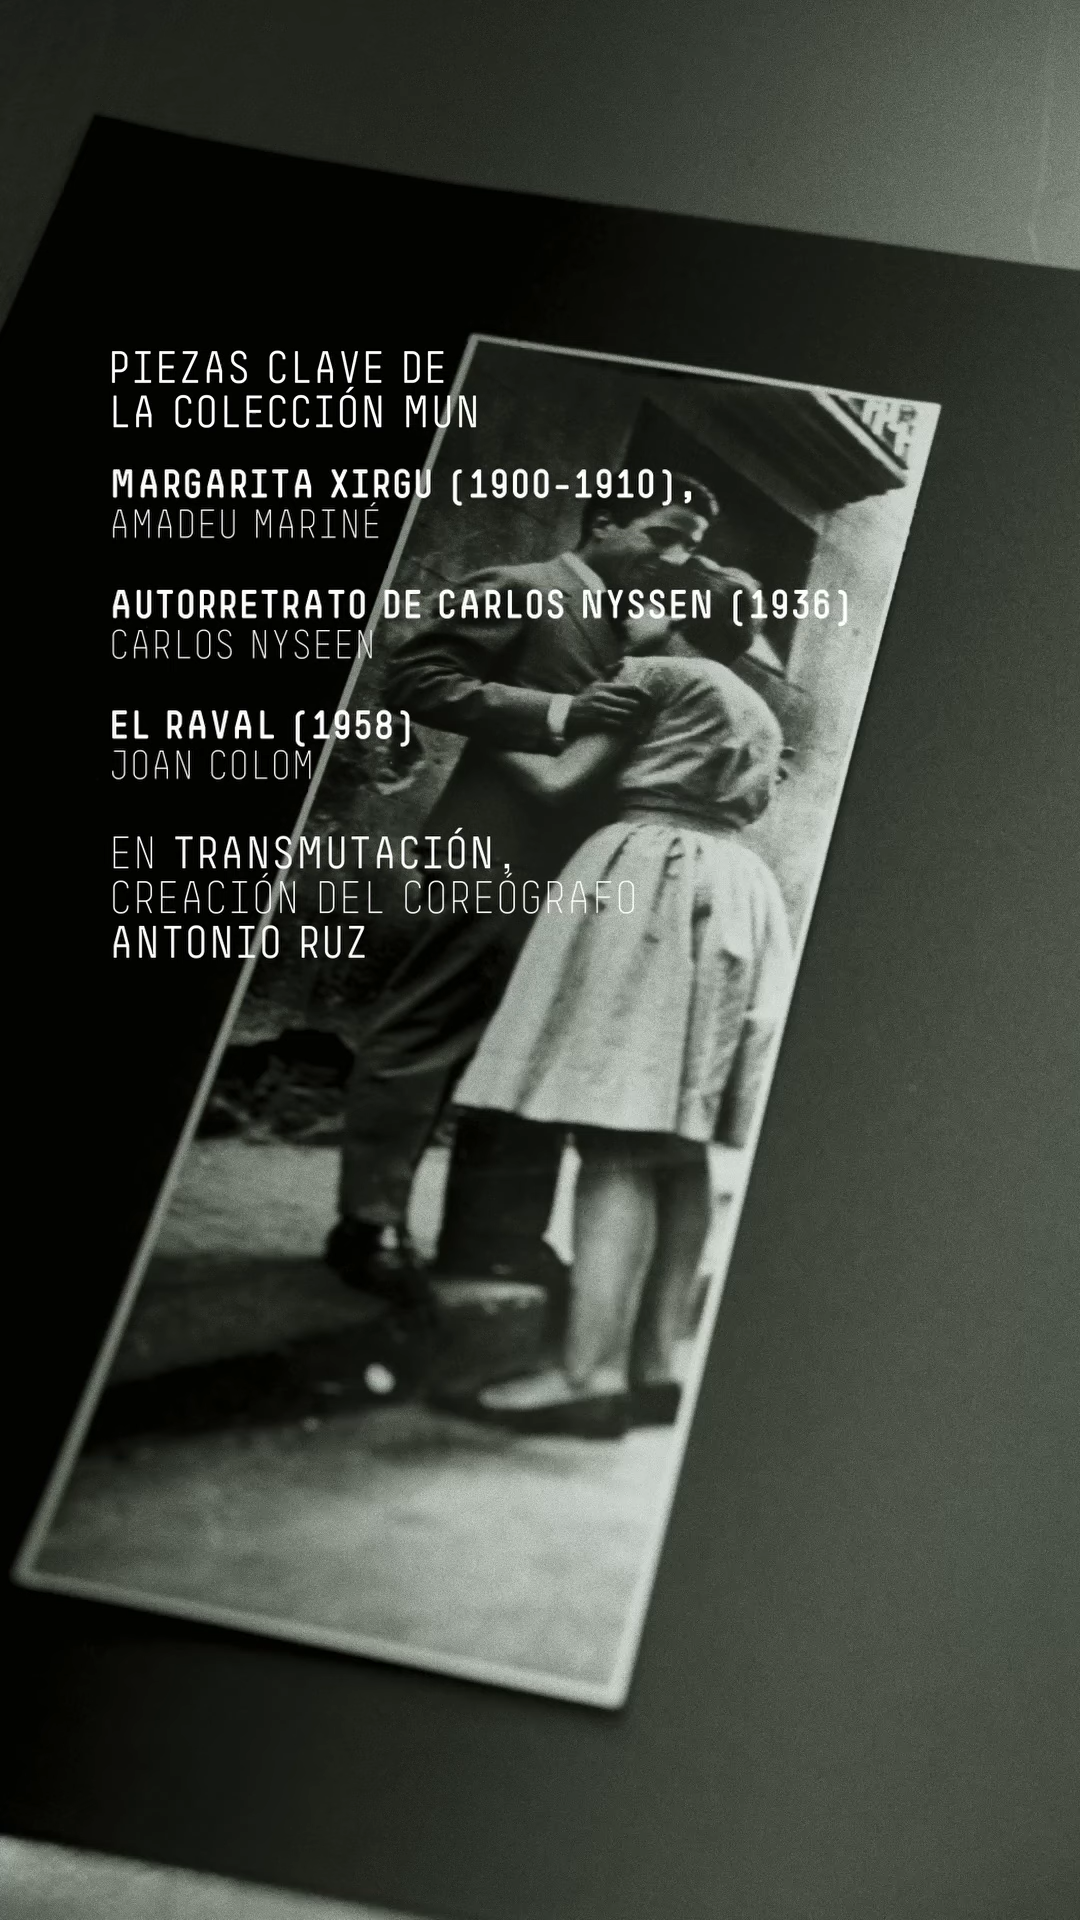 PIEZAS CLAVE DE
LA COLECCIÓN MUN
MARGARITA XIRGU (1900-1910),
AMADEU MARINÉ
AUTORRETRATO DE CARLOS NYSSEN (1936)
CARLOS NYSEEN
EL RAVAL (1958)
JOAN COLOM
EN TRANSMUTACIÓN,
CREACIÓN DEL COREÓGRAFO
ANTONIO RUZ